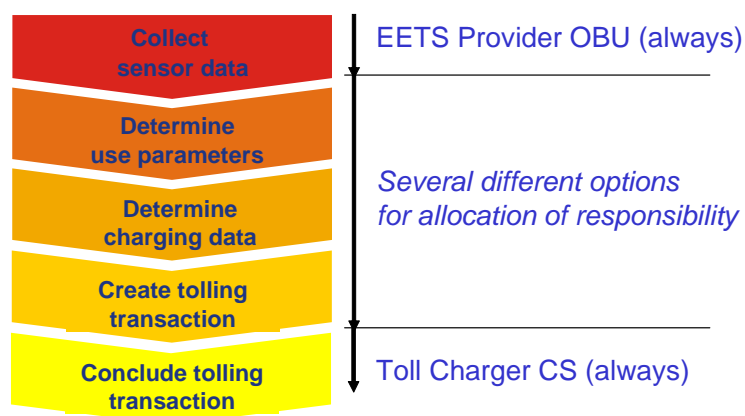 Collect
sensor data
EETS Provider OBU (always)
Determine
use parameters
Several different options
for allocation of responsibility
Determine
charging data
Create tolling
transaction
Conclude tolling
transaction
Toll Charger CS (always)